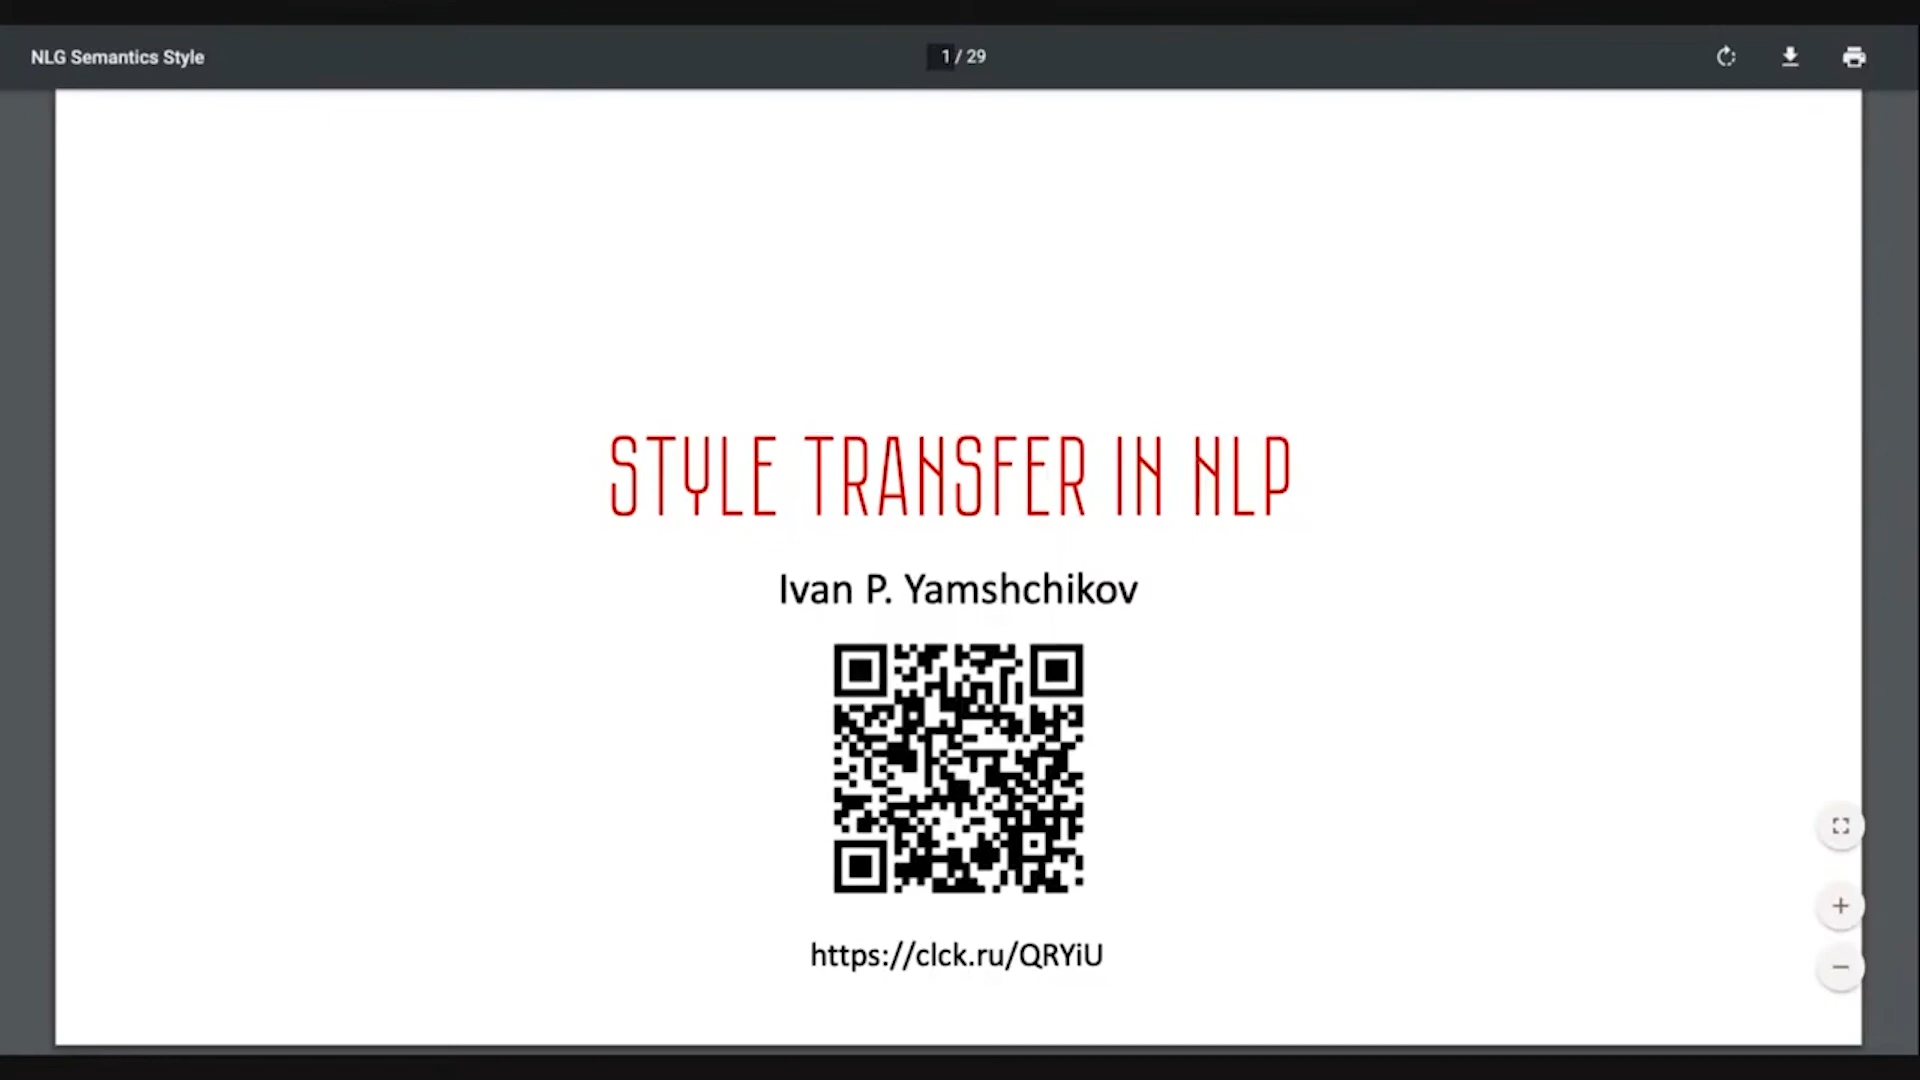 NLG Semantics Style
1 / 29
STYLE TRANSFER IN NLP
Ivan P. Yamshchikov
https://clck.ru/QRYiU